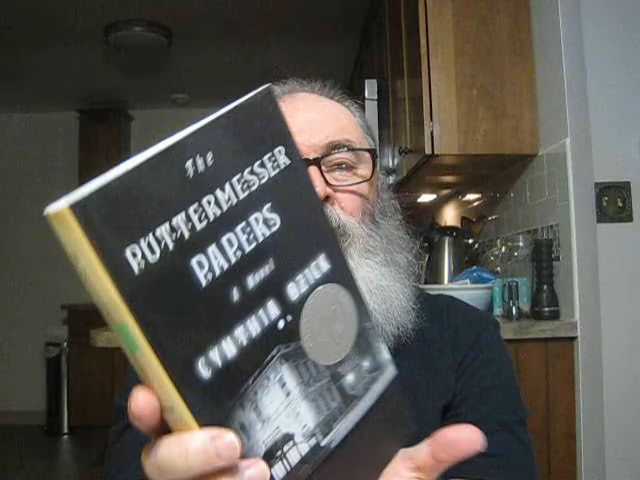 The
PUTTERMESSER
PAPERS
A Novel
CYNTHIA OZICK